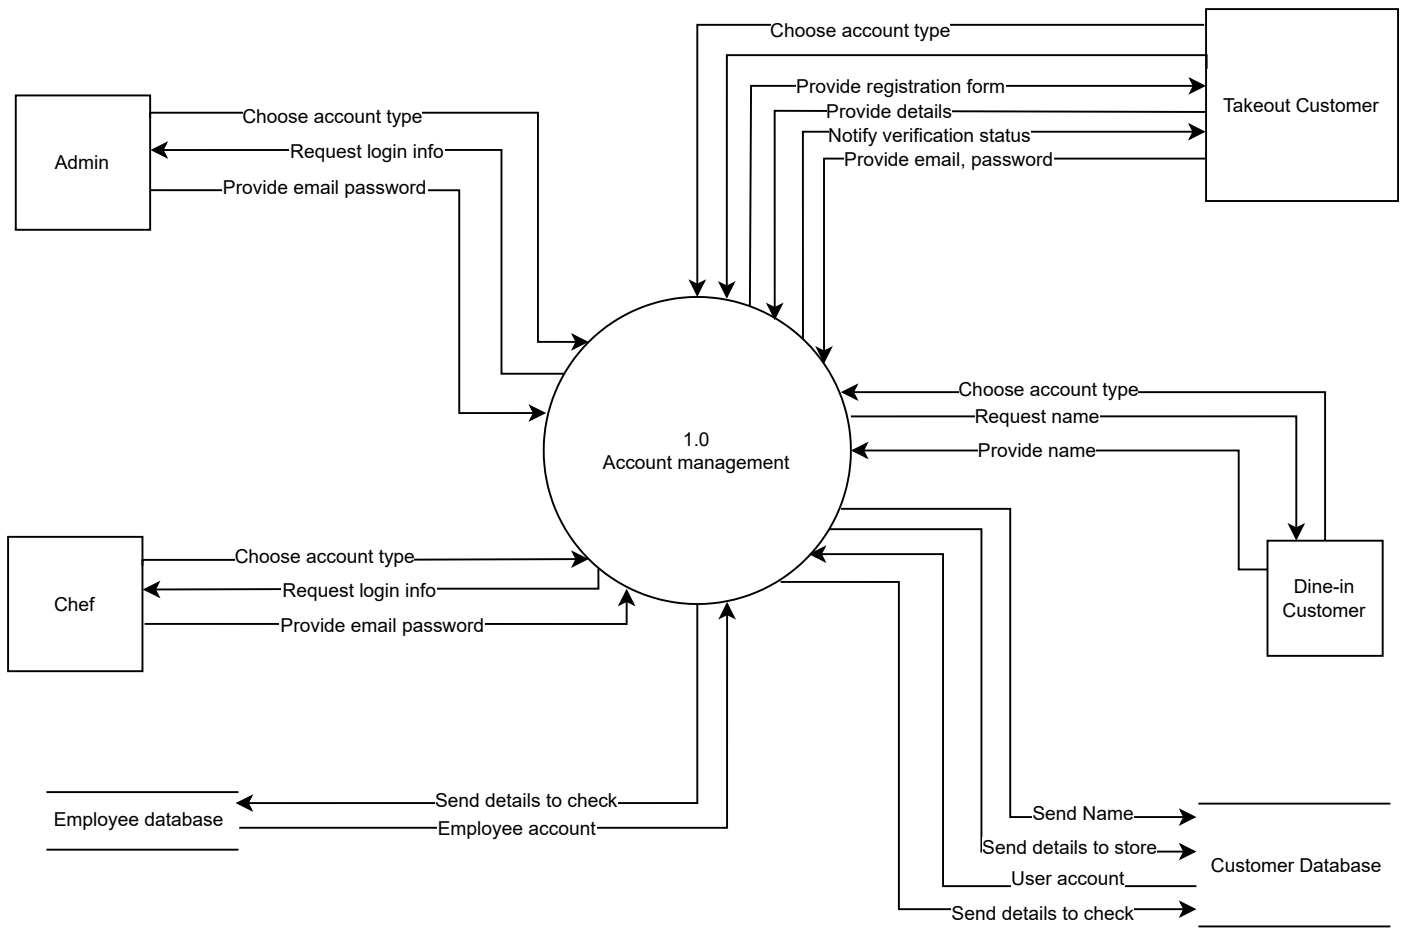 Choose account type
Provide registration form
Takeout Customer
Provide details
Choose account type
Notify verification status
Request login info
Provide email, password
Admin
Provide email password
Choose account type
Request name
1.0
Account management
Provide name
Choose account type
Request login info
Dine-in
Customer
Chef
Provide email password
Send details to check
Send Name
Employee database
Employee account
Send details to store
Customer Database
User account
Send details to check